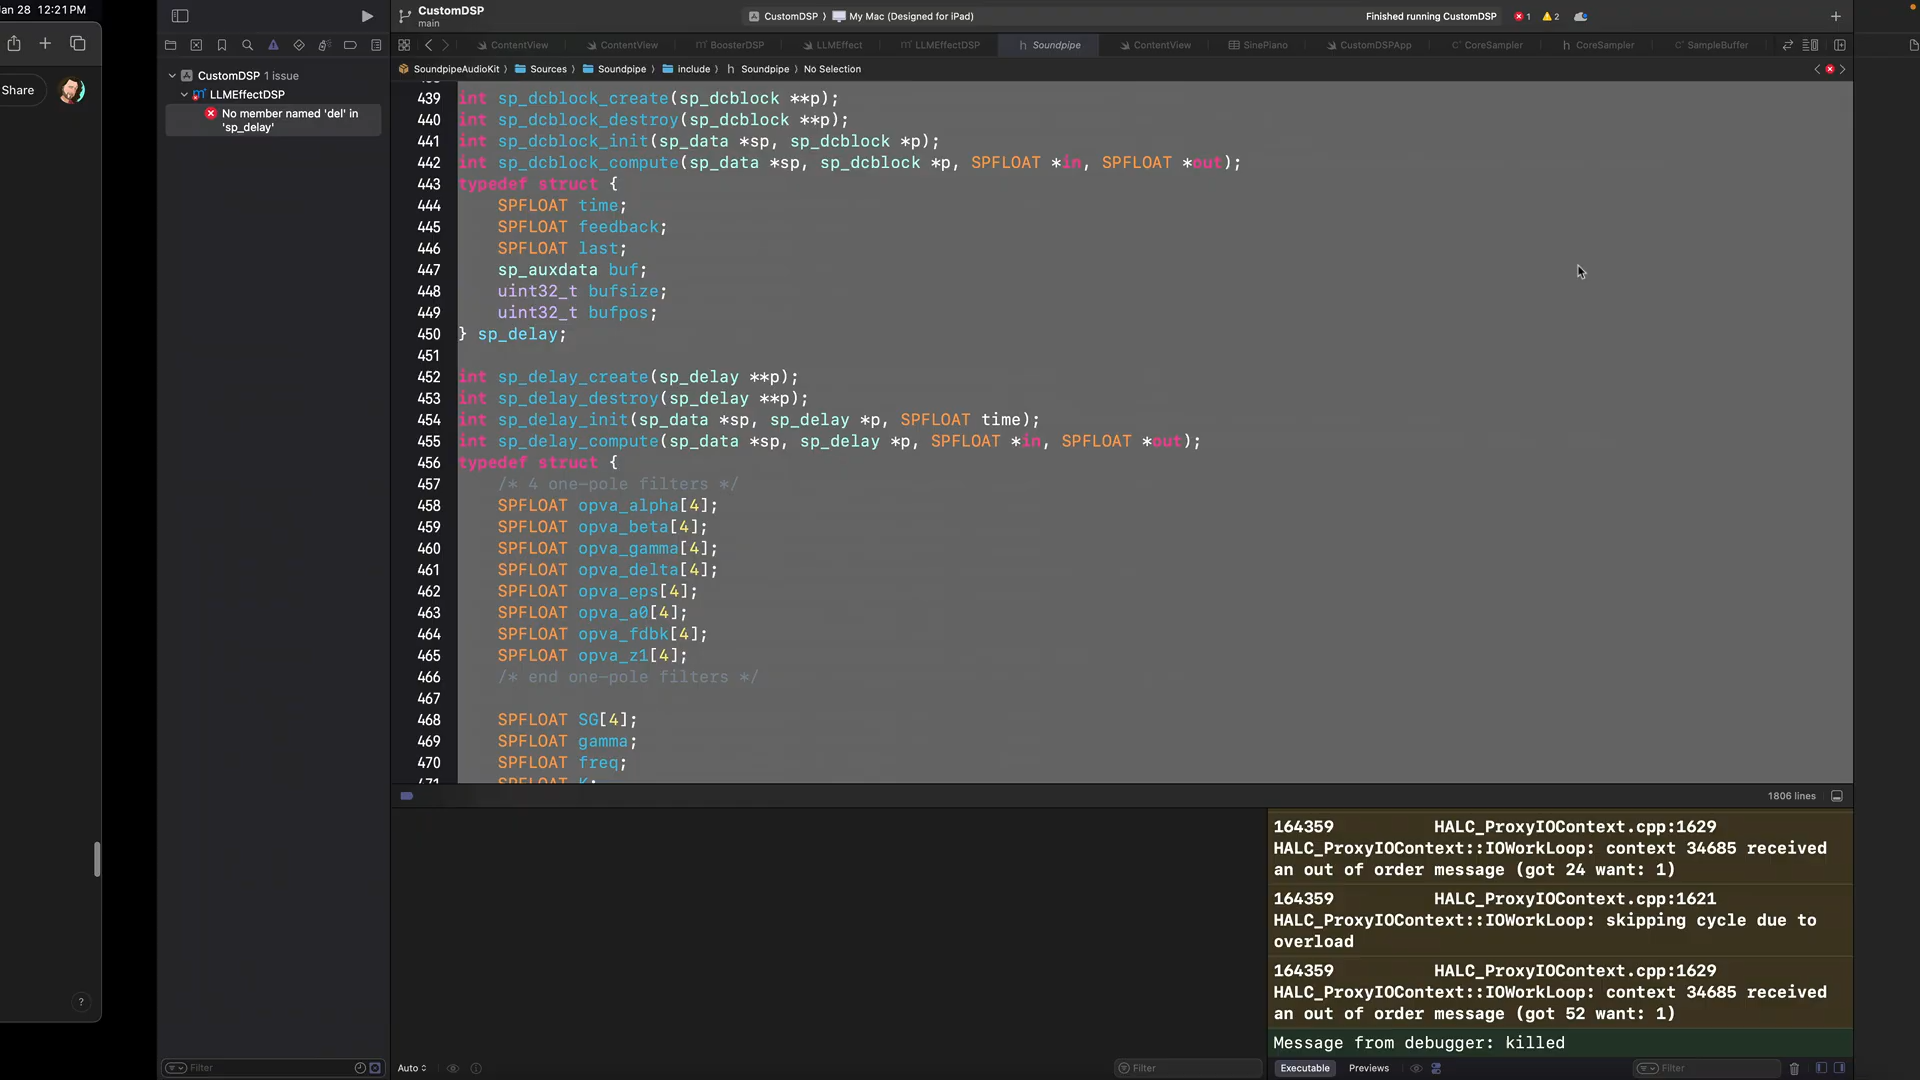 Jan 28  12:21 PM
Share
?
CustomDSP
main
CustomDSP 〉 My Mac (Designed for iPad)
Finished running CustomDSP
1
2
ContentView
ContentView
BoosterDSP
LLMEffect
LLMEffectDSP
Soundpipe
ContentView
SinePiano
CustomDSPApp
CoreSampler
CoreSampler
SampleBuffer
SoundpipeAudioKit 〉 Sources 〉 Soundpipe 〉 include 〉 Soundpipe 〉 No Selection
CustomDSP 1 issue
LLMEffectDSP
No member named 'del' in
'sp_delay'
439 int sp_dcblock_create(sp_dcblock **p);
440 int sp_dcblock_destroy(sp_dcblock **p);
441 int sp_dcblock_init(sp_data *sp, sp_dcblock *p);
442 int sp_dcblock_compute(sp_data *sp, sp_dcblock *p, SPFLOAT *in, SPFLOAT *out);
443 typedef struct {
444     SPFLOAT time;
445     SPFLOAT feedback;
446     SPFLOAT last;
447     sp_auxdata buf;
448     uint32_t bufsize;
449     uint32_t bufpos;
450 } sp_delay;
451
452 int sp_delay_create(sp_delay **p);
453 int sp_delay_destroy(sp_delay **p);
454 int sp_delay_init(sp_data *sp, sp_delay *p, SPFLOAT time);
455 int sp_delay_compute(sp_data *sp, sp_delay *p, SPFLOAT *in, SPFLOAT *out);
456 typedef struct {
457     /* 4 one-pole filters */
458     SPFLOAT opva_alpha[4];
459     SPFLOAT opva_beta[4];
460     SPFLOAT opva_gamma[4];
461     SPFLOAT opva_delta[4];
462     SPFLOAT opva_eps[4];
463     SPFLOAT opva_a0[4];
464     SPFLOAT opva_fdbk[4];
465     SPFLOAT opva_z1[4];
466     /* end one-pole filters */
467
468     SPFLOAT SG[4];
469     SPFLOAT gamma;
470     SPFLOAT freq;
471     SPFLOAT K;
1806 lines
164359          HALC_ProxyIOContext.cpp:1629
HALC_ProxyIOContext::IOWorkLoop: context 34685 received
an out of order message (got 24 want: 1)
164359          HALC_ProxyIOContext.cpp:1621
HALC_ProxyIOContext::IOWorkLoop: skipping cycle due to
overload
164359          HALC_ProxyIOContext.cpp:1629
HALC_ProxyIOContext::IOWorkLoop: context 34685 received
an out of order message (got 52 want: 1)
Message from debugger: killed
Filter
Auto
Filter
Executable
Previews
Filter